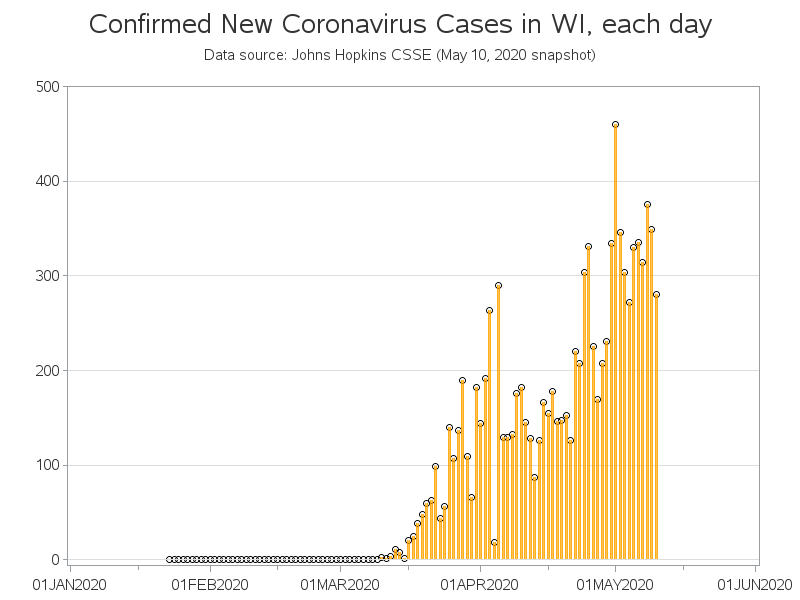 Confirmed New Coronavirus Cases in WI, each day
Data source: Johns Hopkins CSSE (May 10, 2020 snapshot)
500
400
300
200
100
0
01JAN2020 01FEB2020 01MAR2020 01APR2020 01MAY2020 01JUN2020